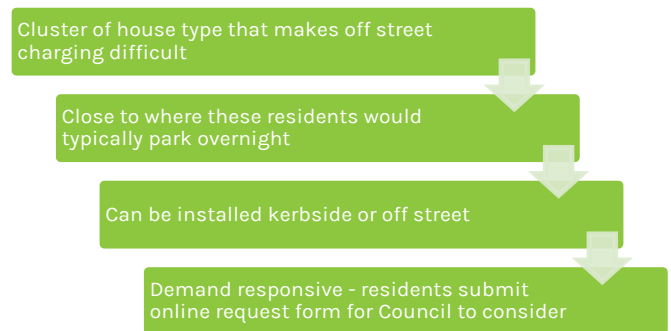 Cluster of house type that makes off street
charging difficult
Close to where these residents would
typically park overnight
Can be installed kerbside or off street
Demand responsive - residents submit
online request form for Council to consider